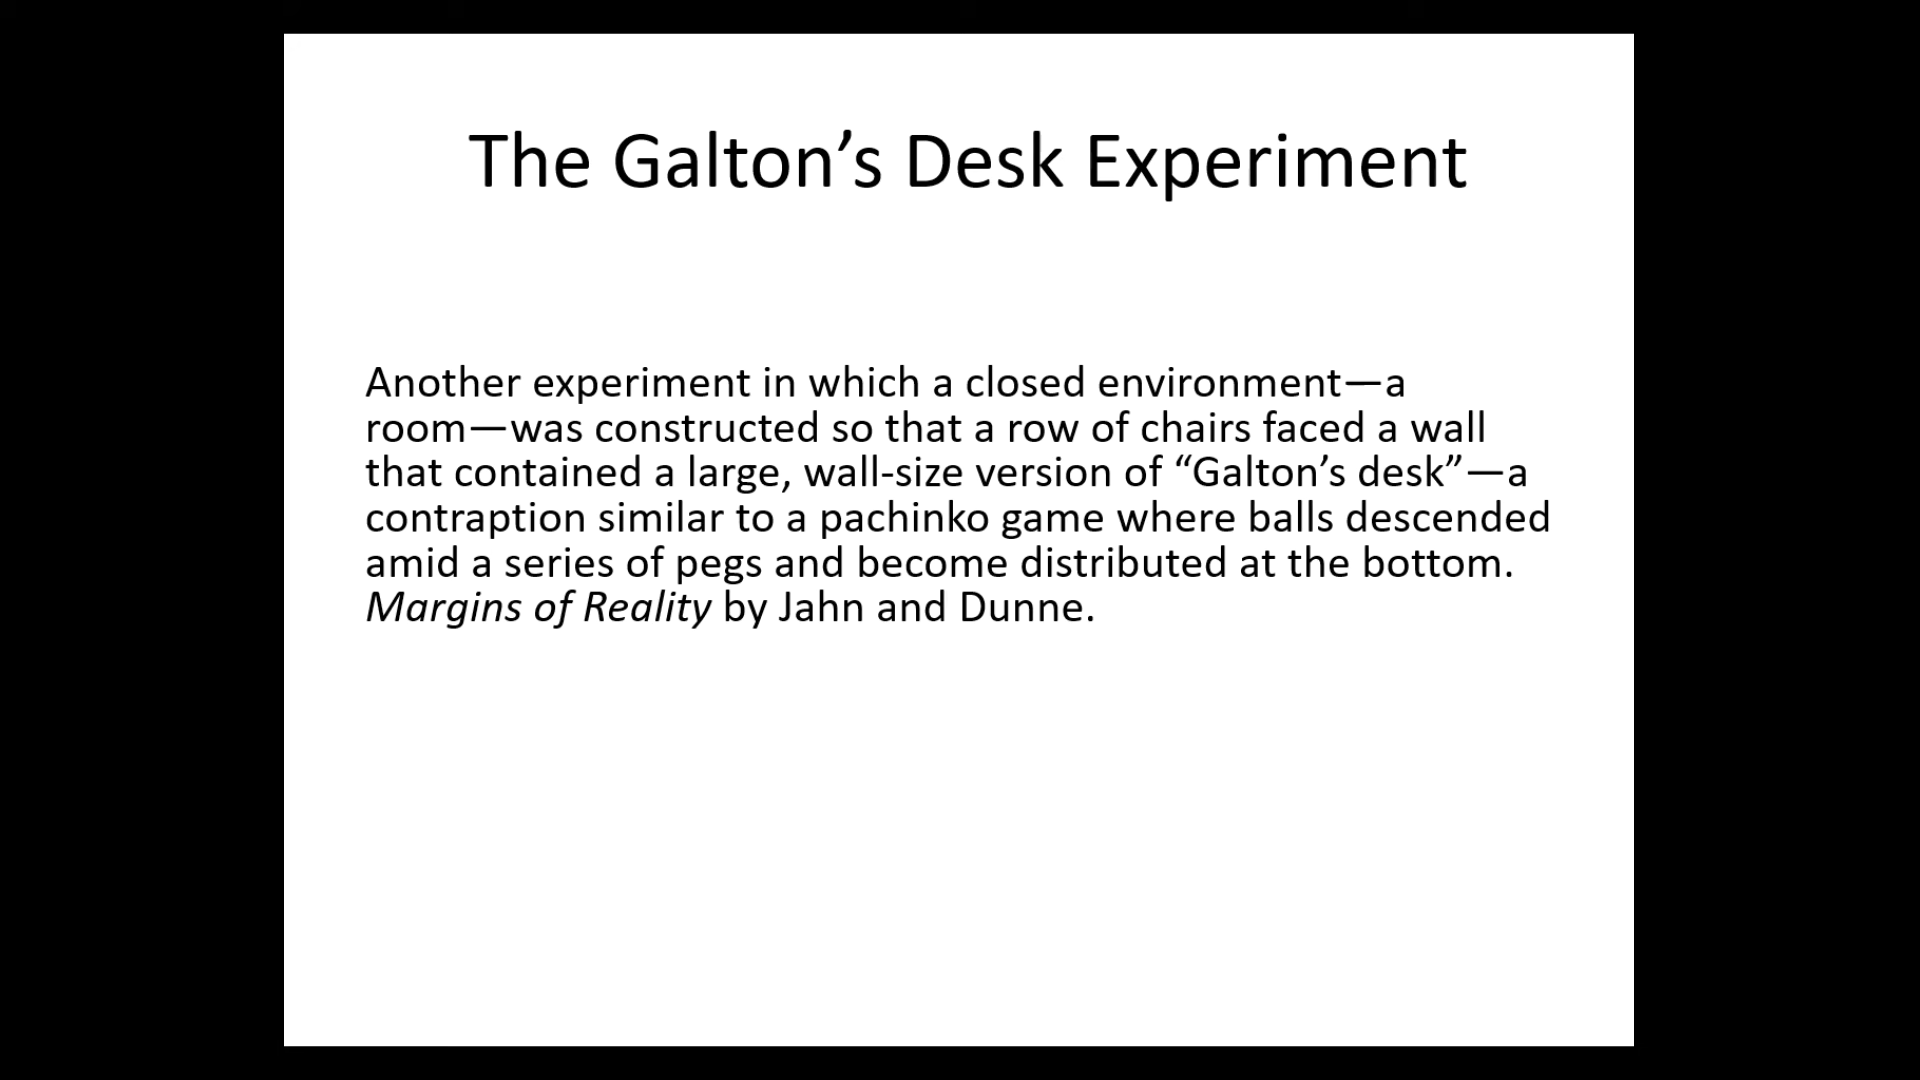 The Galton’s Desk Experiment
Another experiment in which a closed environment—a
room—was constructed so that a row of chairs faced a wall
that contained a large, wall-size version of “Galton’s desk”—a
contraption similar to a pachinko game where balls descended
amid a series of pegs and become distributed at the bottom.
Margins of Reality by Jahn and Dunne.